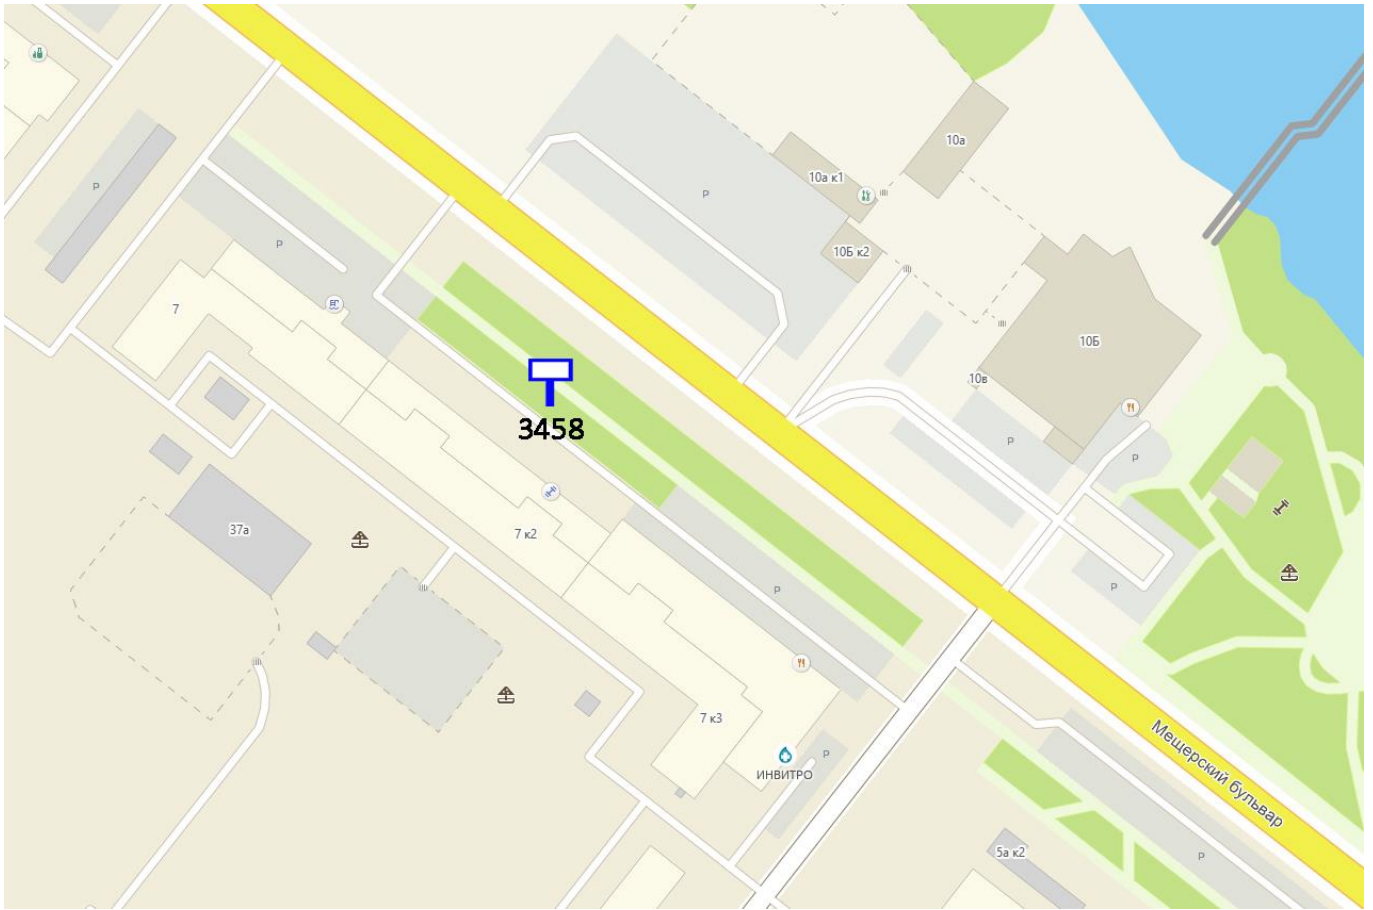 P
10а
10а к1
P
10Б к2
P
7
10Б
10в
3458
P
P
37а
7 к2
P
P
7 к3
Мещерский бульвар
P
ИНВИТРО
5а к2
P